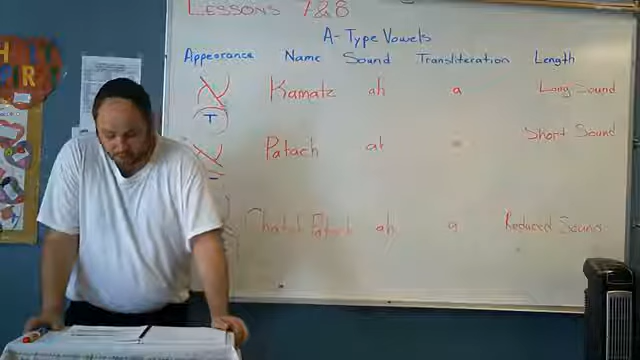 LESSONS 7&8
A-Type Vowels
Appearance Name Sound Transliteration Length
א Kamatz ah a Long Sound
T
א Patach ah Short Sound
Chatef Patach ah a Reduced Sound